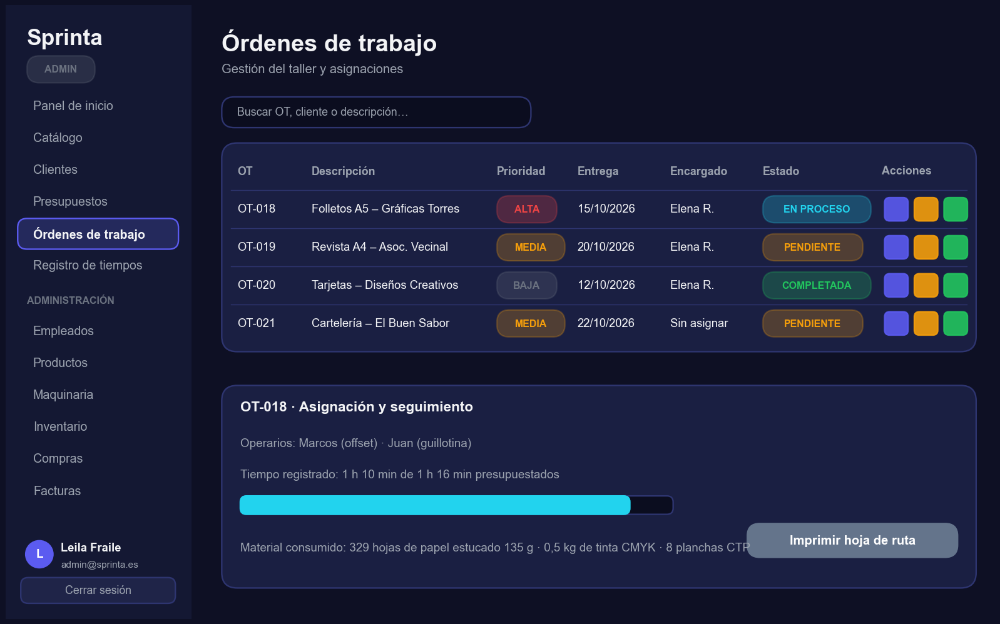 Sprinta
ADMIN
Panel de inicio
Catálogo
Clientes
Presupuestos
Órdenes de trabajo
Registro de tiempos
ADMINISTRACIÓN
Empleados
Productos
Maquinaria
Inventario
Compras
Facturas
L
Leila Fraile
admin@sprinta.es
Cerrar sesión
Órdenes de trabajo
Gestión del taller y asignaciones
Buscar OT, cliente o descripción…
OT Descripción Prioridad Entrega Encargado Estado Acciones
OT-018 Folletos A5 – Gráficas Torres ALTA 15/10/2026 Elena R. EN PROCESO
OT-019 Revista A4 – Asoc. Vecinal MEDIA 20/10/2026 Elena R. PENDIENTE
OT-020 Tarjetas – Diseños Creativos BAJA 12/10/2026 Elena R. COMPLETADA
OT-021 Cartelería – El Buen Sabor MEDIA 22/10/2026 Sin asignar PENDIENTE
OT-018 · Asignación y seguimiento
Operarios: Marcos (offset) · Juan (guillotina)
Tiempo registrado: 1 h 10 min de 1 h 16 min presupuestados
Material consumido: 329 hojas de papel estucado 135 g · 0,5 kg de tinta CMYK · 8 planchas CTP
Imprimir hoja de ruta